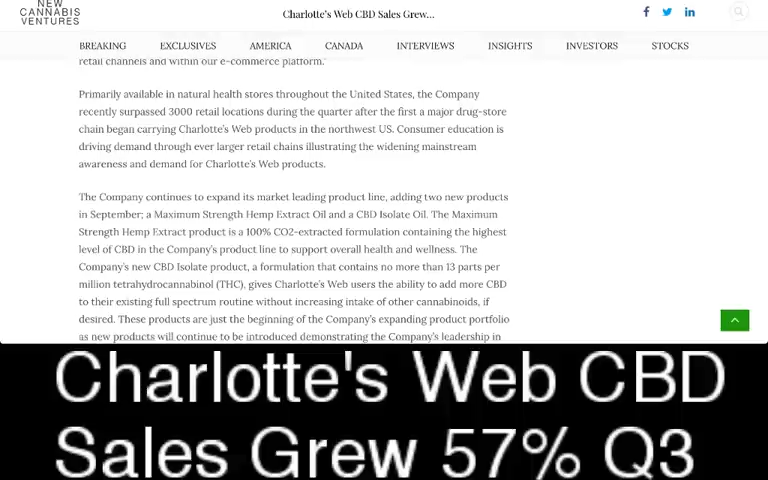 NEW
CANNABIS
VENTURES
Charlotte's Web CBD Sales Grew...
BREAKING EXCLUSIVES AMERICA CANADA INTERVIEWS INSIGHTS INVESTORS STOCKS
retail channels and within our e-commerce platform."
Primarily available in natural health stores throughout the United States, the Company
recently surpassed 3000 retail locations during the quarter after the first a major drug-store
chain began carrying Charlotte's Web products in the northwest US. Consumer education is
driving demand through ever larger retail chains illustrating the widening mainstream
awareness and demand for Charlotte's Web products.
The Company continues to expand its market leading product line, adding two new products
in September; a Maximum Strength Hemp Extract Oil and a CBD Isolate Oil. The Maximum
Strength Hemp Extract product is a 100% CO2-extracted formulation containing the highest
level of CBD in the Company's product line to support overall health and wellness. The
Company's new CBD Isolate product, a formulation that contains no more than 13 parts per
million tetrahydrocannabinol (THC), gives Charlotte's Web users the ability to add more CBD
to their existing full spectrum routine without increasing intake of other cannabinoids, if
desired. These products are just the beginning of the Company's expanding product portfolio
as new products will continue to be introduced demonstrating the Company's leadership in
Charlotte's Web CBD
Sales Grew 57% Q3